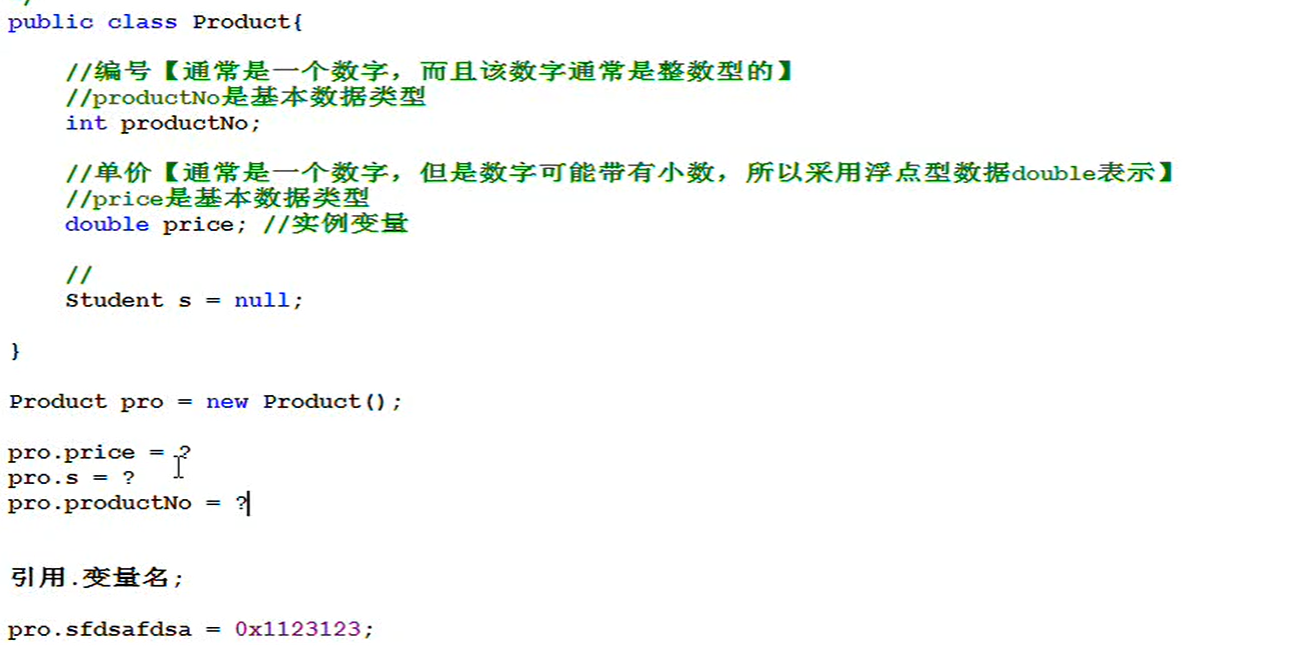 public class Product{
//编号【通常是一个数字，而且该数字通常是整数型的】
//productNo是基本数据类型
int productNo;
//单价【通常是一个数字，但是数字可能带有小数，所以采用浮点型数据double表示】
//price是基本数据类型
double price; //实例变量
//
Student s = null;
}
Product pro = new Product();
pro.price = ?
pro.s = ?
pro.productNo = ?
引用.变量名;
pro.sfdsafdsa = 0x1123123;